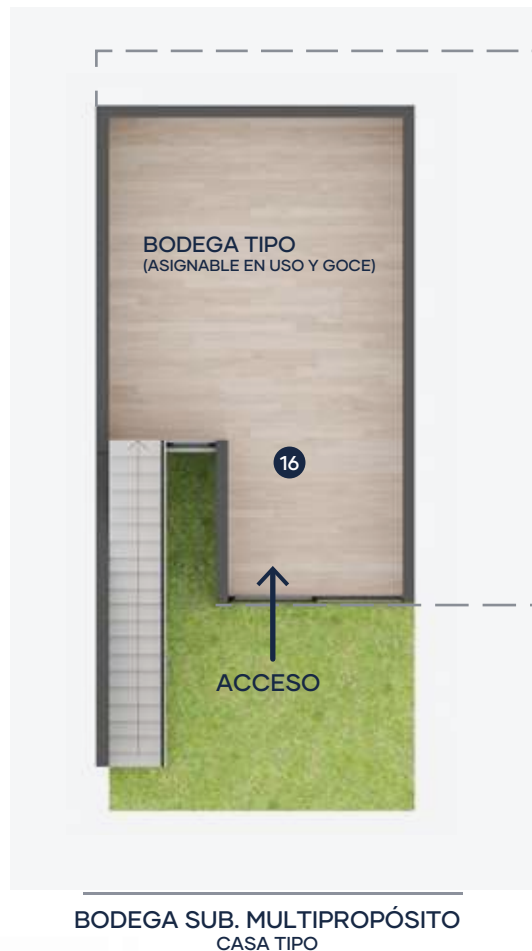 BODEGA TIPO
(ASIGNABLE EN USO Y GOCE)
16
ACCESO
BODEGA SUB. MULTIPROPÓSITO
CASA TIPO